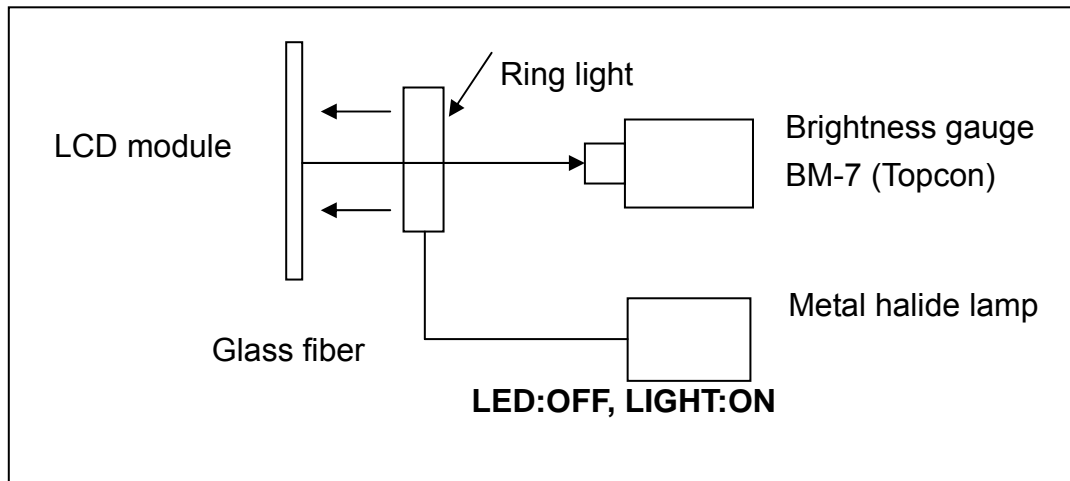 Ring light
LCD module
Brightness gauge
BM-7 (Topcon)
Metal halide lamp
Glass fiber
LED:OFF, LIGHT:ON